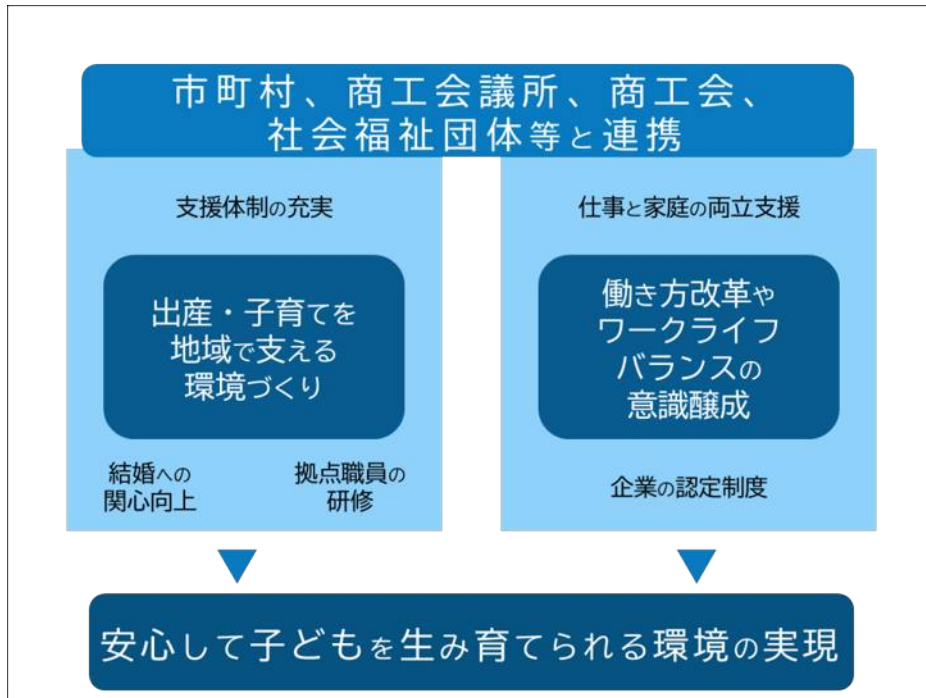 市町村、商工会議所、商工会、
社会福祉団体等と連携
支援体制の充実
出産・子育てを
地域で支える
環境づくり
結婚への
関心向上
拠点職員の
研修
仕事と家庭の両立支援
働き方改革や
ワークライフ
バランスの
意識醸成
企業の認定制度
安心して子どもを生み育てられる環境の実現